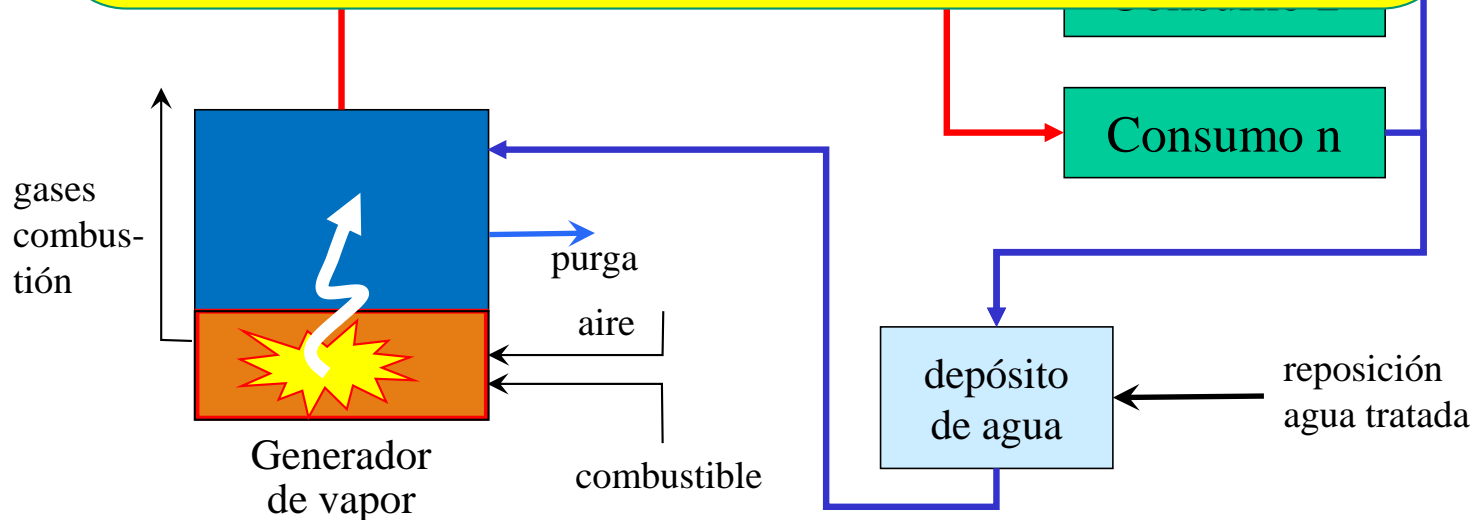 Consumo n
gases
combus-
tión
purga
aire
combustible
Generador
de vapor
depósito
de agua
reposición
agua tratada